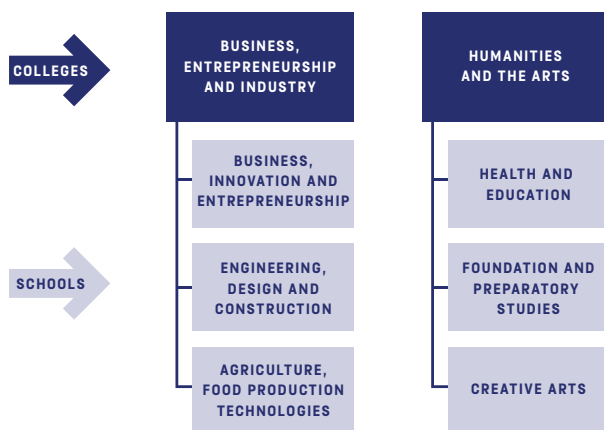 COLLEGES
BUSINESS,
ENTREPRENEURSHIP
AND INDUSTRY
HUMANITIES
AND THE ARTS
BUSINESS,
INNOVATION AND
ENTREPRENEURSHIP
HEALTH AND
EDUCATION
SCHOOLS
ENGINEERING,
DESIGN AND
CONSTRUCTION
FOUNDATION AND
PREPARATORY
STUDIES
AGRICULTURE,
FOOD PRODUCTION
TECHNOLOGIES
CREATIVE ARTS